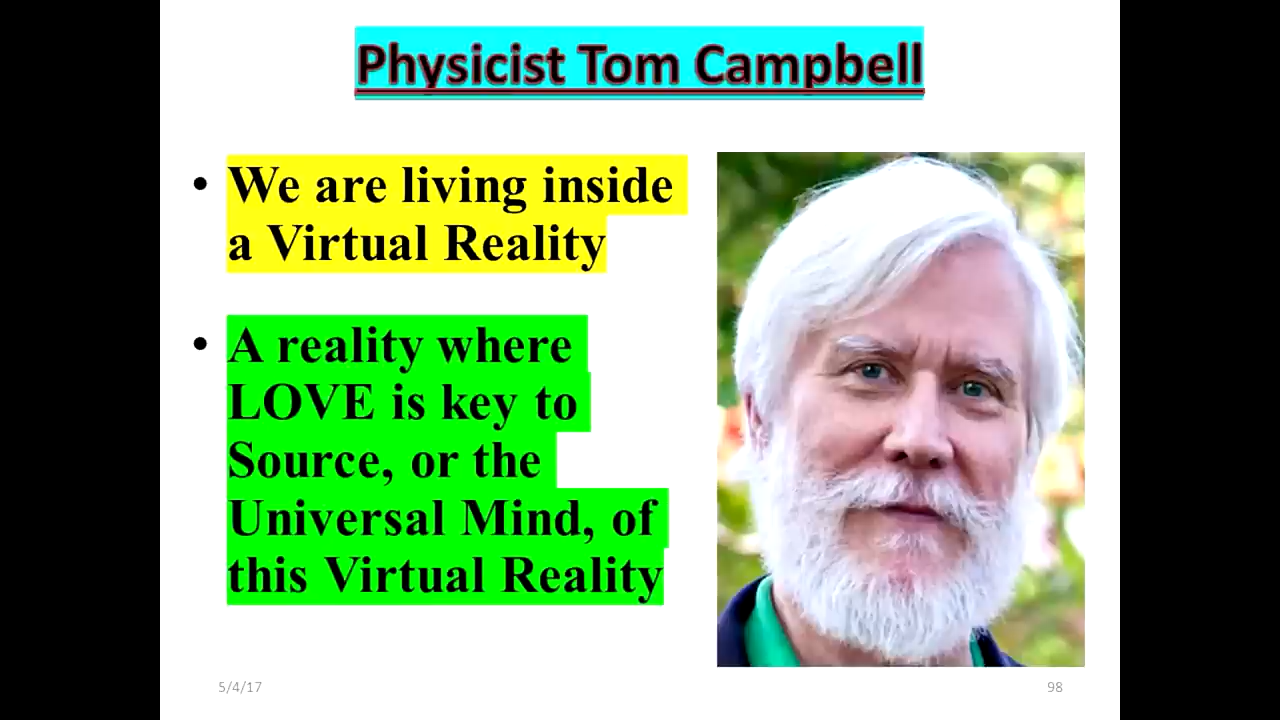 Physicist Tom Campbell
• We are living inside
a Virtual Reality
• A reality where
LOVE is key to
Source, or the
Universal Mind, of
this Virtual Reality
5/4/17
98